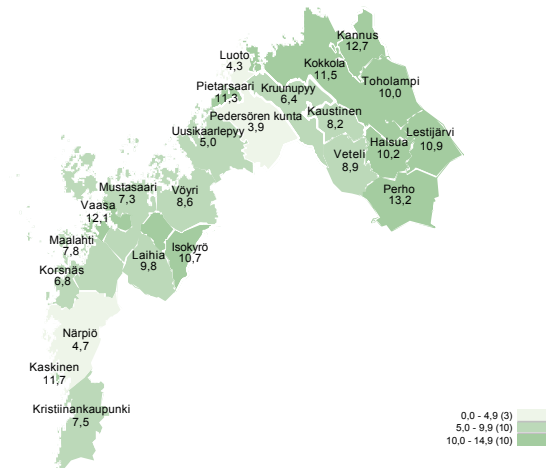 Kannus
12,7
Luoto
4,3
Kokkola
11,5
Toholampi
10,0
Pietarsaari
11,3
Kruunupyy
6,4
Kaustinen
8,2
Pedersören kunta
3,9
Uusikaarlepyy
5,0
Lestijärvi
10,9
Halsua
10,2
Veteli
8,9
Perho
13,2
Mustasaari
7,3
Vöyri
8,6
Vaasa
12,1
Maalahti
7,8
Isokyrö
10,7
Laihia
9,8
Korsnäs
6,8
Närpiö
4,7
Kaskinen
11,7
Kristiinankaupunki
7,5
0,0 - 4,9 (3)
5,0 - 9,9 (10)
10,0 - 14,9 (10)